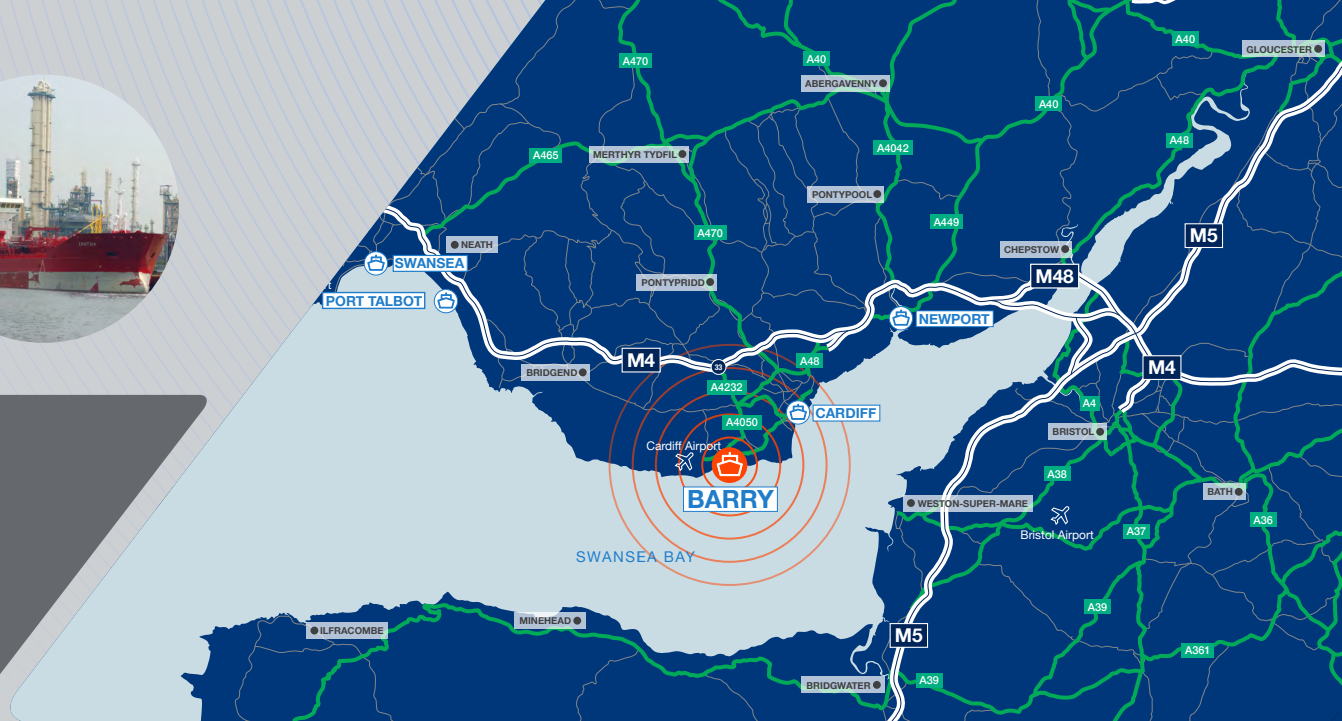 A40
GLOUCESTER
A470
A40
ABERGAVENNY
A40
A465
MERTHYR TYDFIL
A4042
A48
PONTYPOOL
A470
A449
M5
NEATH
CHEPSTOW
SWANSEA
M48
PORT TALBOT
PONTYPRIDD
NEWPORT
M4
33
A48
M4
BRIDGEND
A4232
A4
CARDIFF
A4050
BRISTOL
Cardiff Airport
A38
BARRY
WESTON-SUPER-MARE
BATH
A36
Bristol Airport
A37
SWANSEA BAY
A39
MINEHEAD
ILFRACOMBE
M5
A361
BRIDGWATER
A39